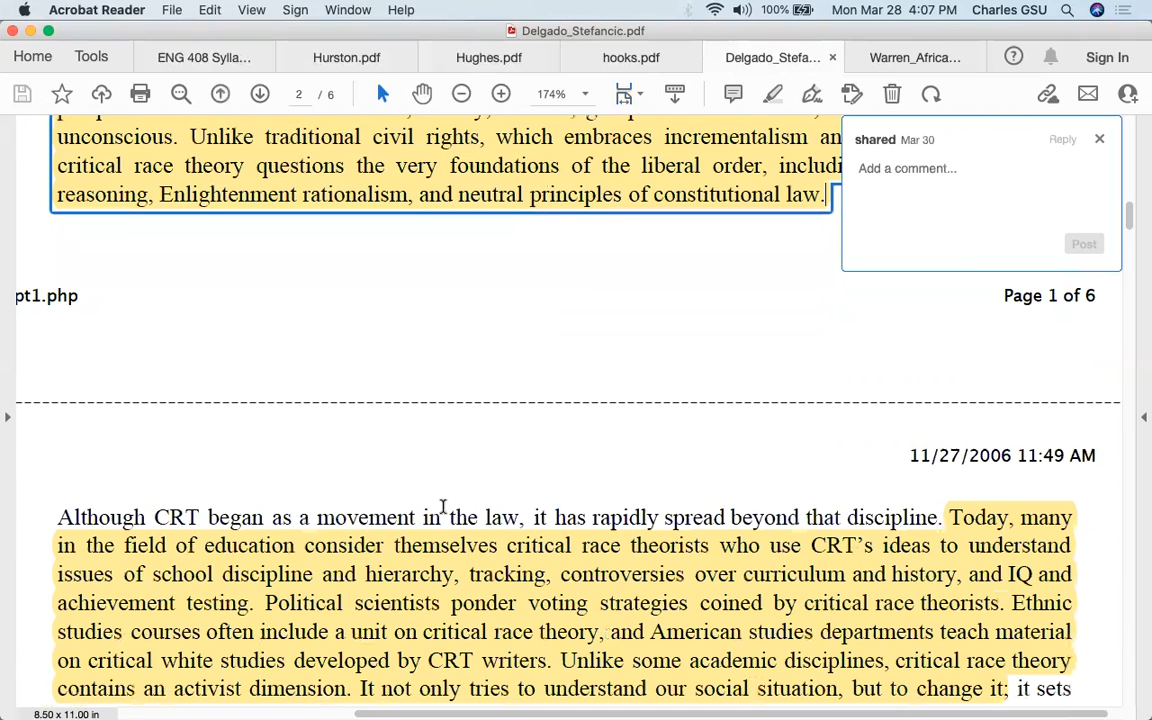 Acrobat Reader File Edit View Sign Window Help 100% Mon Mar 28 4:07 PM Charles GSU
Delgado_Stefancic.pdf
Home Tools ENG 408 Sylla... Hurston.pdf Hughes.pdf hooks.pdf Delgado_Stefa... × Warren_Africa... Sign In
2 / 6 174%
unconscious. Unlike traditional civil rights, which embraces incrementalism an
critical race theory questions the very foundations of the liberal order, includi
reasoning, Enlightenment rationalism, and neutral principles of constitutional law.
shared Mar 30 Reply ×
Add a comment...
Post
pt1.php Page 1 of 6
11/27/2006 11:49 AM
Although CRT began as a movement in the law, it has rapidly spread beyond that discipline. Today, many
in the field of education consider themselves critical race theorists who use CRT's ideas to understand
issues of school discipline and hierarchy, tracking, controversies over curriculum and history, and IQ and
achievement testing. Political scientists ponder voting strategies coined by critical race theorists. Ethnic
studies courses often include a unit on critical race theory, and American studies departments teach material
on critical white studies developed by CRT writers. Unlike some academic disciplines, critical race theory
contains an activist dimension. It not only tries to understand our social situation, but to change it; it sets
8.50 x 11.00 in